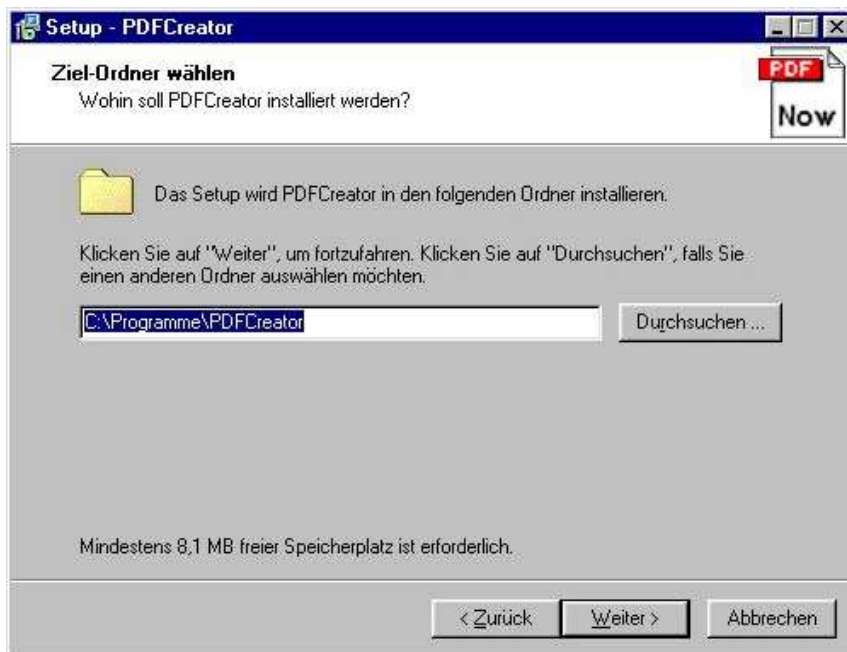 Setup - PDFCreator
Ziel-Ordner wählen
Wohin soll PDFCreator installiert werden?
PDF
Now
Das Setup wird PDFCreator in den folgenden Ordner installieren.
Klicken Sie auf "Weiter", um fortzufahren. Klicken Sie auf "Durchsuchen", falls Sie
einen anderen Ordner auswählen möchten.
C:\Programme\PDFCreator
Durchsuchen ...
Mindestens 8,1 MB freier Speicherplatz ist erforderlich.
< Zurück
Weiter >
Abbrechen